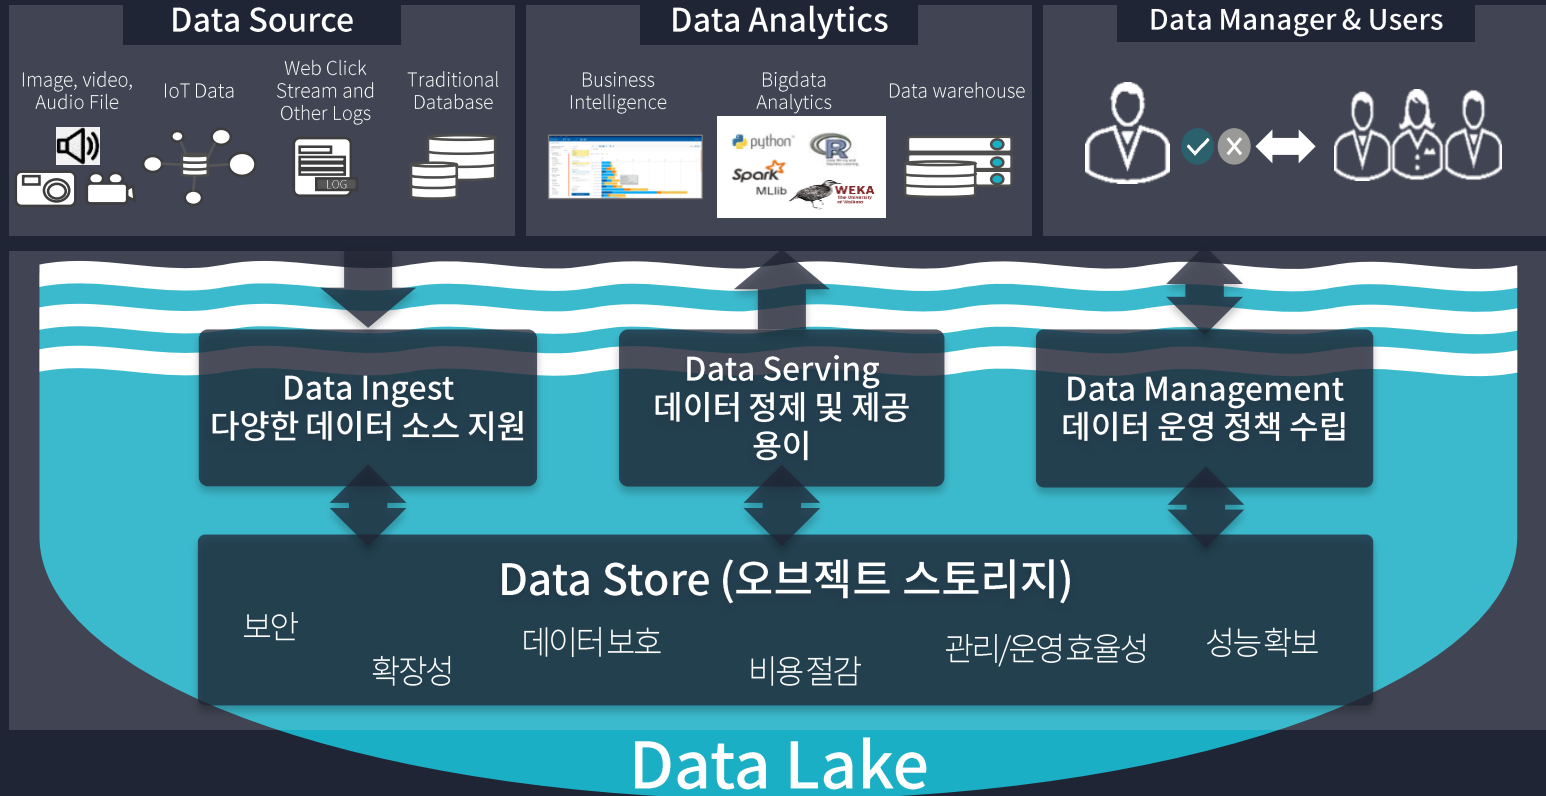 Data Source
Data Analytics
Data Manager & Users
Image, video,
Audio File
IoT Data
Web Click
Stream and
Other Logs
Traditional
Database
LOG
Business
Intelligence
Bigdata
Analytics
Data warehouse
python
R
Spark
MLlib
WEKA
The University
of Waikato
Data Ingest
다양한 데이터 소스 지원
Data Serving
데이터 정제 및 제공
용이
Data Management
데이터 운영 정책 수립
Data Store (오브젝트 스토리지)
보안
확장성
데이터 보호
비용 절감
관리/운영 효율성
성능 확보
Data Lake